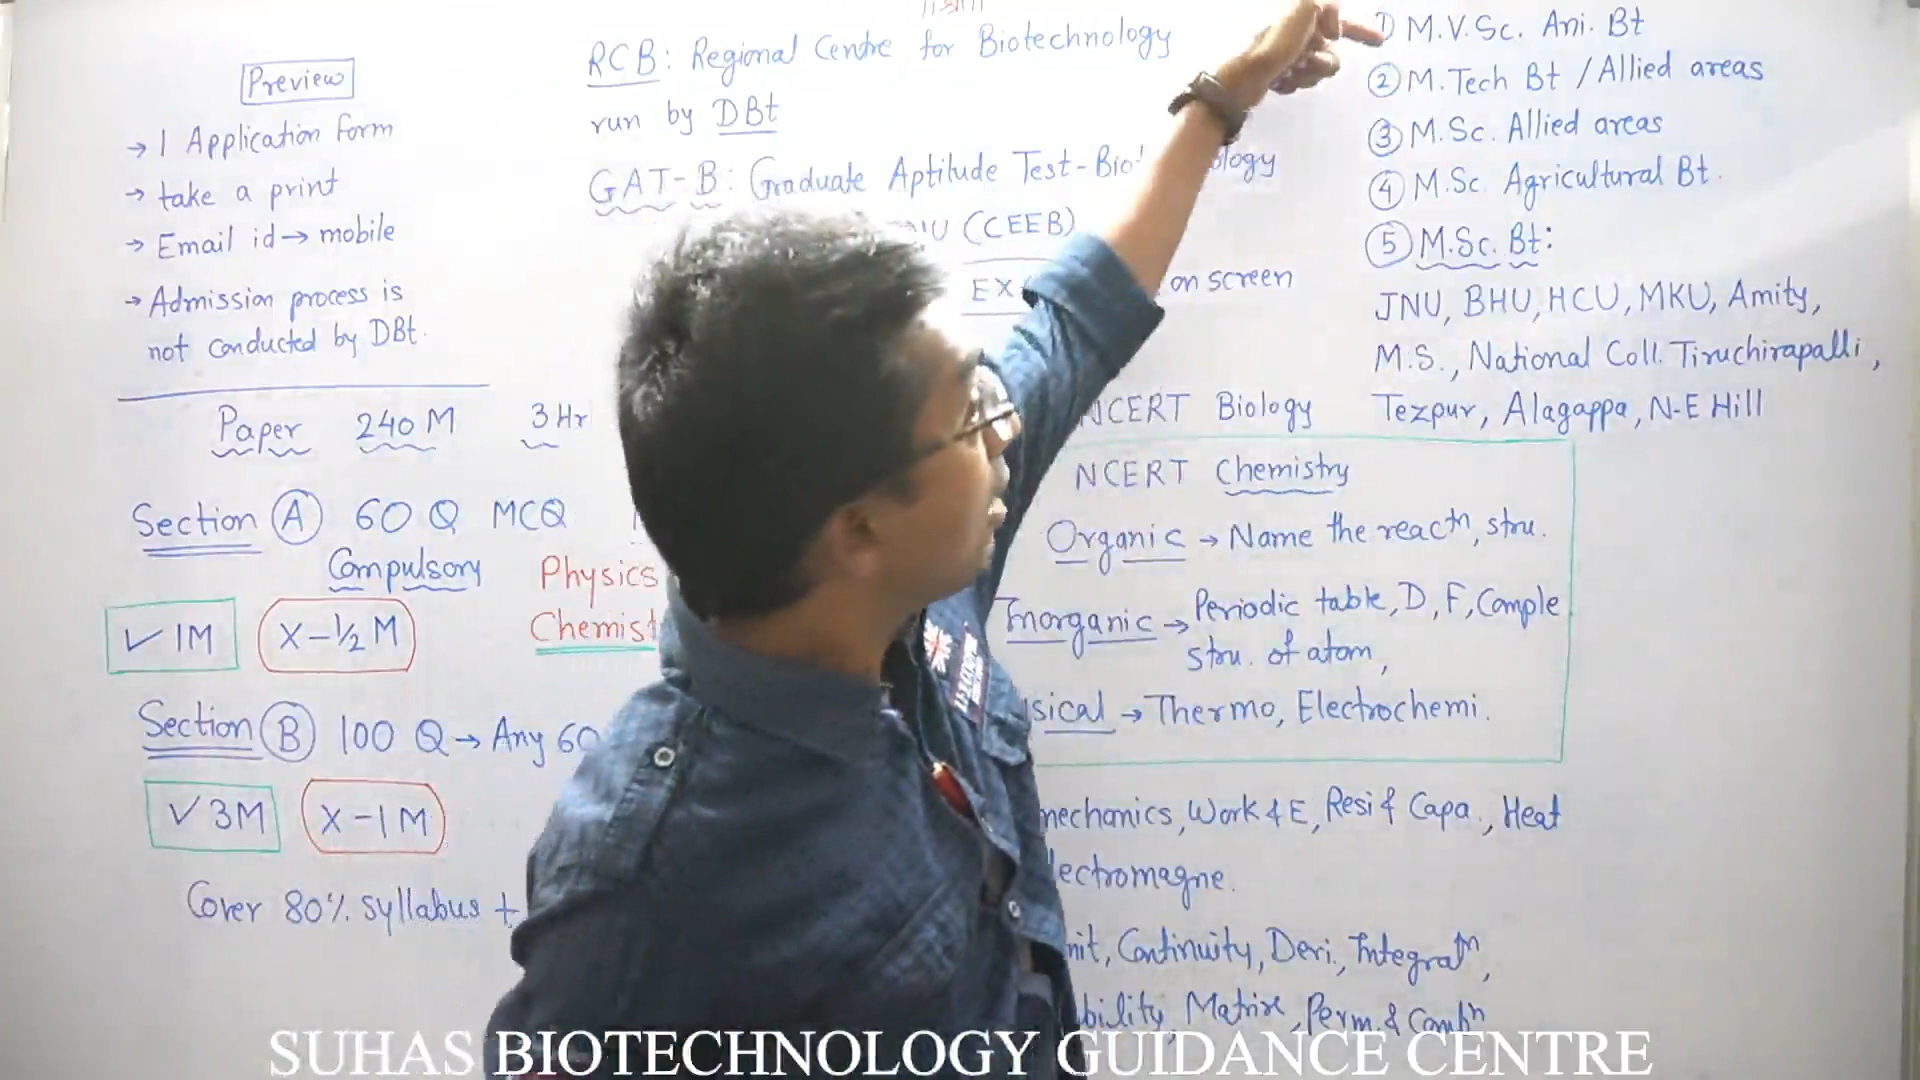 Preview
→ 1 Application form
→ take a print
→ Email id → mobile
→ Admission process is
not conducted by DBt.
Paper 240 M 3 Hr
Section A 60 Q MCQ
Compulsory Physics
✓ 1M X -½ M
Section B 100 Q → Any 60
✓ 3M X -1 M
Cover 80% syllabus +
RCB: Regional Centre for Biotechnology
run by DBt
GAT-B: Graduate Aptitude Test-
(CEEB)
on screen
NCERT Biology
NCERT Chemistry
Organic → Name the reactn, stru.
Inorganic → Periodic table, D, F, Comple
stru. of atom,
→ Thermo, Electrochemi.
Work & E, Resi & Capa., Heat
Continuity, Deri., Integratn,
Matrix, Perm. & Combn
1 M.V.Sc. Ani. Bt
2 M.Tech Bt / Allied areas
3 M.Sc. Allied areas
4 M.Sc. Agricultural Bt.
5 M.Sc. Bt:
JNU, BHU, HCU, MKU, Amity,
M.S., National Coll. Tiruchirapalli,
Tezpur, Alagappa, N-E Hill
SUHAS BIOTECHNOLOGY GUIDANCE CENTRE